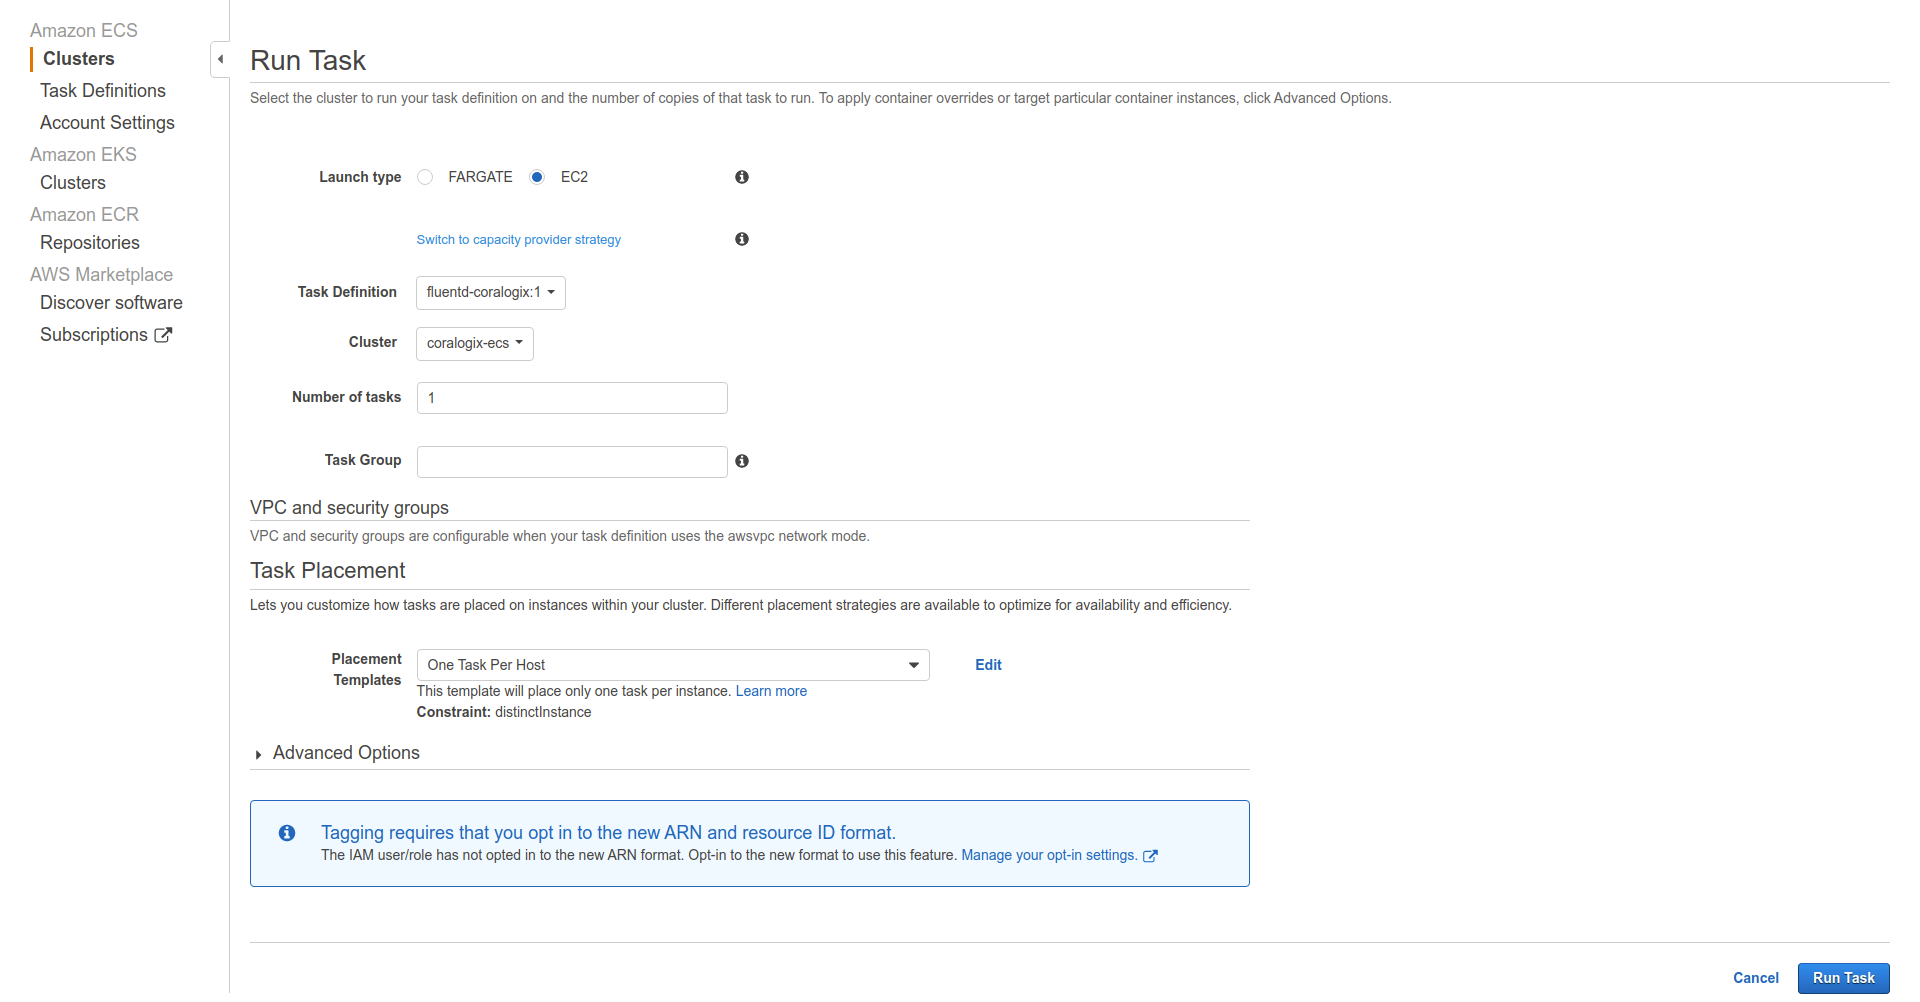 Amazon ECS
Clusters
Task Definitions
Account Settings
Amazon EKS
Clusters
Amazon ECR
Repositories
AWS Marketplace
Discover software
Subscriptions
Run Task
Select the cluster to run your task definition on and the number of copies of that task to run. To apply container overrides or target particular container instances, click Advanced Options.
Launch type FARGATE EC2
Switch to capacity provider strategy
Task Definition fluentd-coralogix:1
Cluster coralogix-ecs
Number of tasks 1
Task Group
VPC and security groups
VPC and security groups are configurable when your task definition uses the awsvpc network mode.
Task Placement
Lets you customize how tasks are placed on instances within your cluster. Different placement strategies are available to optimize for availability and efficiency.
Placement Templates One Task Per Host Edit
This template will place only one task per instance. Learn more
Constraint: distinctInstance
Advanced Options
Tagging requires that you opt in to the new ARN and resource ID format.
The IAM user/role has not opted in to the new ARN format. Opt-in to the new format to use this feature. Manage your opt-in settings.
Cancel Run Task